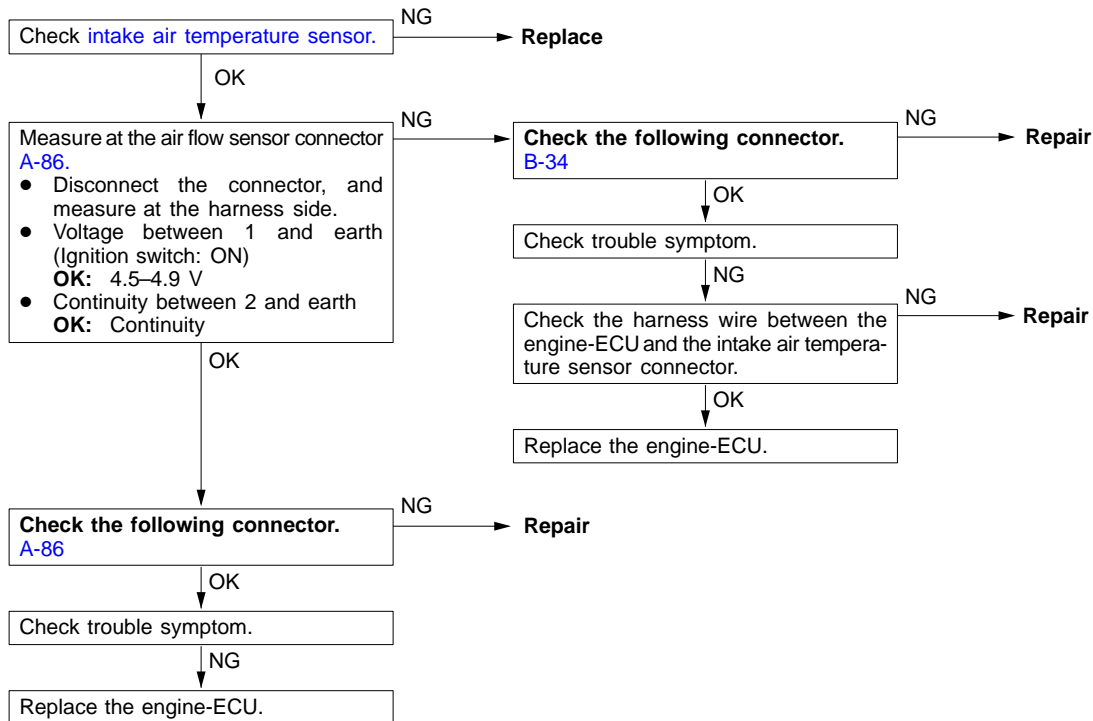 Check intake air temperature sensor.
NG
Replace
OK
Measure at the air flow sensor connector
A-86.
● Disconnect the connector, and
measure at the harness side.
● Voltage between 1 and earth
(Ignition switch: ON)
OK: 4.5–4.9 V
● Continuity between 2 and earth
OK: Continuity
NG
Check the following connector.
B-34
NG
Repair
OK
Check trouble symptom.
NG
Check the harness wire between the
engine-ECU and the intake air tempera-
ture sensor connector.
NG
Repair
OK
Replace the engine-ECU.
OK
Check the following connector.
A-86
NG
Repair
OK
Check trouble symptom.
NG
Replace the engine-ECU.